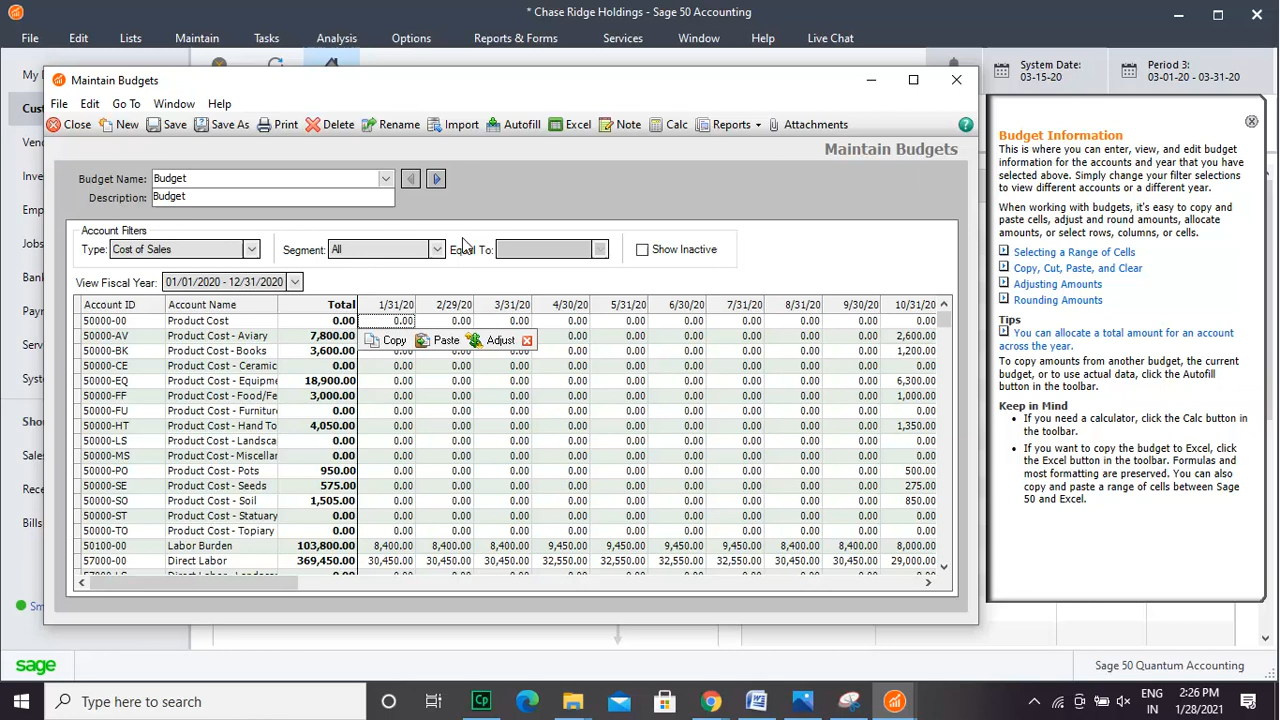 * Chase Ridge Holdings - Sage 50 Accounting
File Edit Lists Maintain Tasks Analysis Options Reports & Forms Services Window Help Live Chat
System Date:
03-15-20
Period 3:
03-01-20 - 03-31-20
My
Cust
Ven
Inve
Emp
Jobs
Bank
Pay
Serv
Syst
Sho
Sale
Rece
Bills
Sm
Maintain Budgets
File Edit Go To Window Help
Close New Save Save As Print Delete Rename Import Autofill Excel Note Calc Reports Attachments
Maintain Budgets
Budget Name: Budget
Description: Budget
Account Filters
Type: Cost of Sales Segment: All Equal To: Show Inactive
View Fiscal Year: 01/01/2020 - 12/31/2020
Account ID Account Name Total 1/31/20 2/29/20 3/31/20 4/30/20 5/31/20 6/30/20 7/31/20 8/31/20 9/30/20 10/31/20
50000-00 Product Cost 0.00 0.00 0.00 0.00 0.00 0.00 0.00 0.00 0.00 0.00 0.00
50000-AV Product Cost - Aviary 7,800.00 0.00 0.00 0.00 0.00 0.00 0.00 2,600.00
Copy Paste Adjust
50000-BK Product Cost - Books 3,600.00 0.00 0.00 0.00 0.00 0.00 0.00 0.00 0.00 0.00 1,200.00
50000-CE Product Cost - Ceramic 0.00 0.00 0.00 0.00 0.00 0.00 0.00 0.00 0.00 0.00 0.00
50000-EQ Product Cost - Equipme 18,900.00 0.00 0.00 0.00 0.00 0.00 0.00 0.00 0.00 0.00 6,300.00
50000-FF Product Cost - Food/Fe 3,000.00 0.00 0.00 0.00 0.00 0.00 0.00 0.00 0.00 0.00 1,000.00
50000-FU Product Cost - Furnitur 0.00 0.00 0.00 0.00 0.00 0.00 0.00 0.00 0.00 0.00 0.00
50000-HT Product Cost - Hand To 4,050.00 0.00 0.00 0.00 0.00 0.00 0.00 0.00 0.00 0.00 1,350.00
50000-LS Product Cost - Landsca 0.00 0.00 0.00 0.00 0.00 0.00 0.00 0.00 0.00 0.00 0.00
50000-MS Product Cost - Miscellar 0.00 0.00 0.00 0.00 0.00 0.00 0.00 0.00 0.00 0.00 0.00
50000-PO Product Cost - Pots 950.00 0.00 0.00 0.00 0.00 0.00 0.00 0.00 0.00 0.00 500.00
50000-SE Product Cost - Seeds 575.00 0.00 0.00 0.00 0.00 0.00 0.00 0.00 0.00 0.00 275.00
50000-SO Product Cost - Soil 1,505.00 0.00 0.00 0.00 0.00 0.00 0.00 0.00 0.00 0.00 850.00
50000-ST Product Cost - Statuary 0.00 0.00 0.00 0.00 0.00 0.00 0.00 0.00 0.00 0.00 0.00
50000-TO Product Cost - Topiary 0.00 0.00 0.00 0.00 0.00 0.00 0.00 0.00 0.00 0.00 0.00
50100-00 Labor Burden 103,800.00 8,400.00 8,400.00 8,400.00 9,450.00 9,450.00 9,450.00 9,450.00 8,400.00 8,400.00 8,000.00
57000-00 Direct Labor 369,450.00 30,450.00 30,450.00 30,450.00 32,550.00 32,550.00 32,550.00 32,550.00 30,450.00 30,450.00 29,000.00
Budget Information
This is where you can enter, view, and edit budget
information for the accounts and year that you have
selected above. Simply change your filter selections
to view different accounts or a different year.
When working with budgets, it's easy to copy and
paste cells, adjust and round amounts, allocate
amounts, or select rows, columns, or cells.
Selecting a Range of Cells
Copy, Cut, Paste, and Clear
Adjusting Amounts
Rounding Amounts
Tips
You can allocate a total amount for an account
across the year.
To copy amounts from another budget, the current
budget, or to use actual data, click the Autofill
button in the toolbar.
Keep in Mind
• If you need a calculator, click the Calc button in
the toolbar.
• If you want to copy the budget to Excel, click
the Excel button in the toolbar. Formulas and
most formatting are preserved. You can also
copy and paste a range of cells between Sage
50 and Excel.
sage
Sage 50 Quantum Accounting
Type here to search
Cp
ENG
IN
2:26 PM
1/28/2021